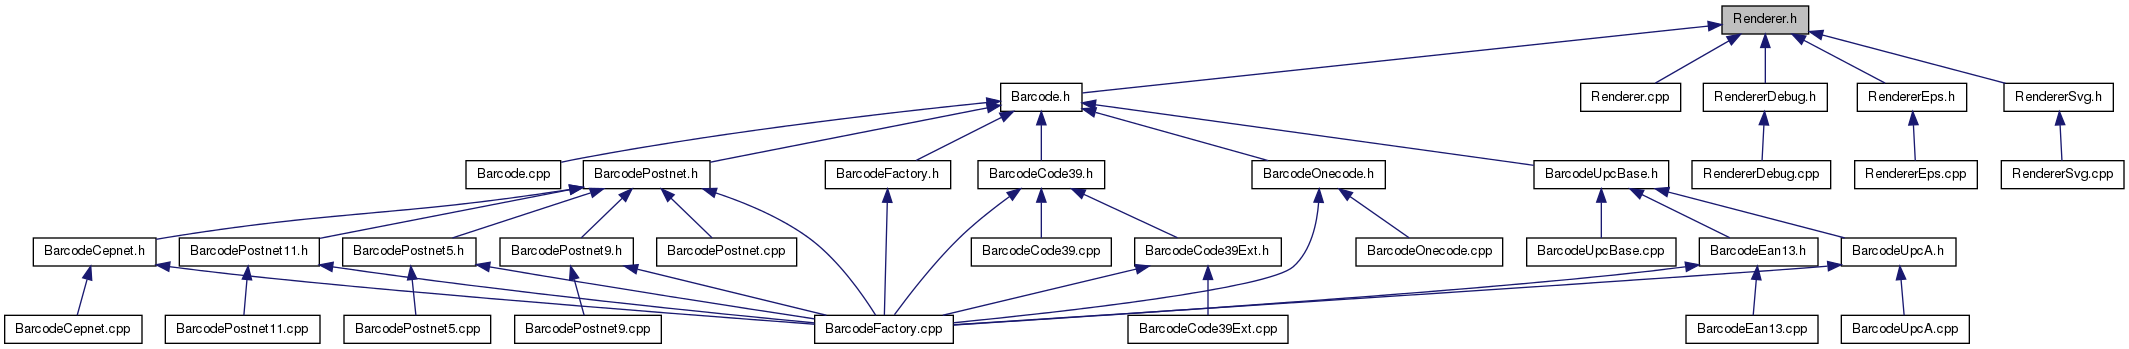 Renderer.h
Barcode.h
Renderer.cpp
RendererDebug.h
RendererEps.h
RendererSvg.h
Barcode.cpp
BarcodePostnet.h
BarcodeFactory.h
BarcodeCode39.h
BarcodeOnecode.h
BarcodeUpcBase.h
RendererDebug.cpp
RendererEps.cpp
RendererSvg.cpp
BarcodeCepnet.h
BarcodePostnet11.h
BarcodePostnet5.h
BarcodePostnet9.h
BarcodePostnet.cpp
BarcodeCode39.cpp
BarcodeCode39Ext.h
BarcodeOnecode.cpp
BarcodeUpcBase.cpp
BarcodeEan13.h
BarcodeUpcA.h
BarcodeCepnet.cpp
BarcodePostnet11.cpp
BarcodePostnet5.cpp
BarcodePostnet9.cpp
BarcodeFactory.cpp
BarcodeCode39Ext.cpp
BarcodeEan13.cpp
BarcodeUpcA.cpp